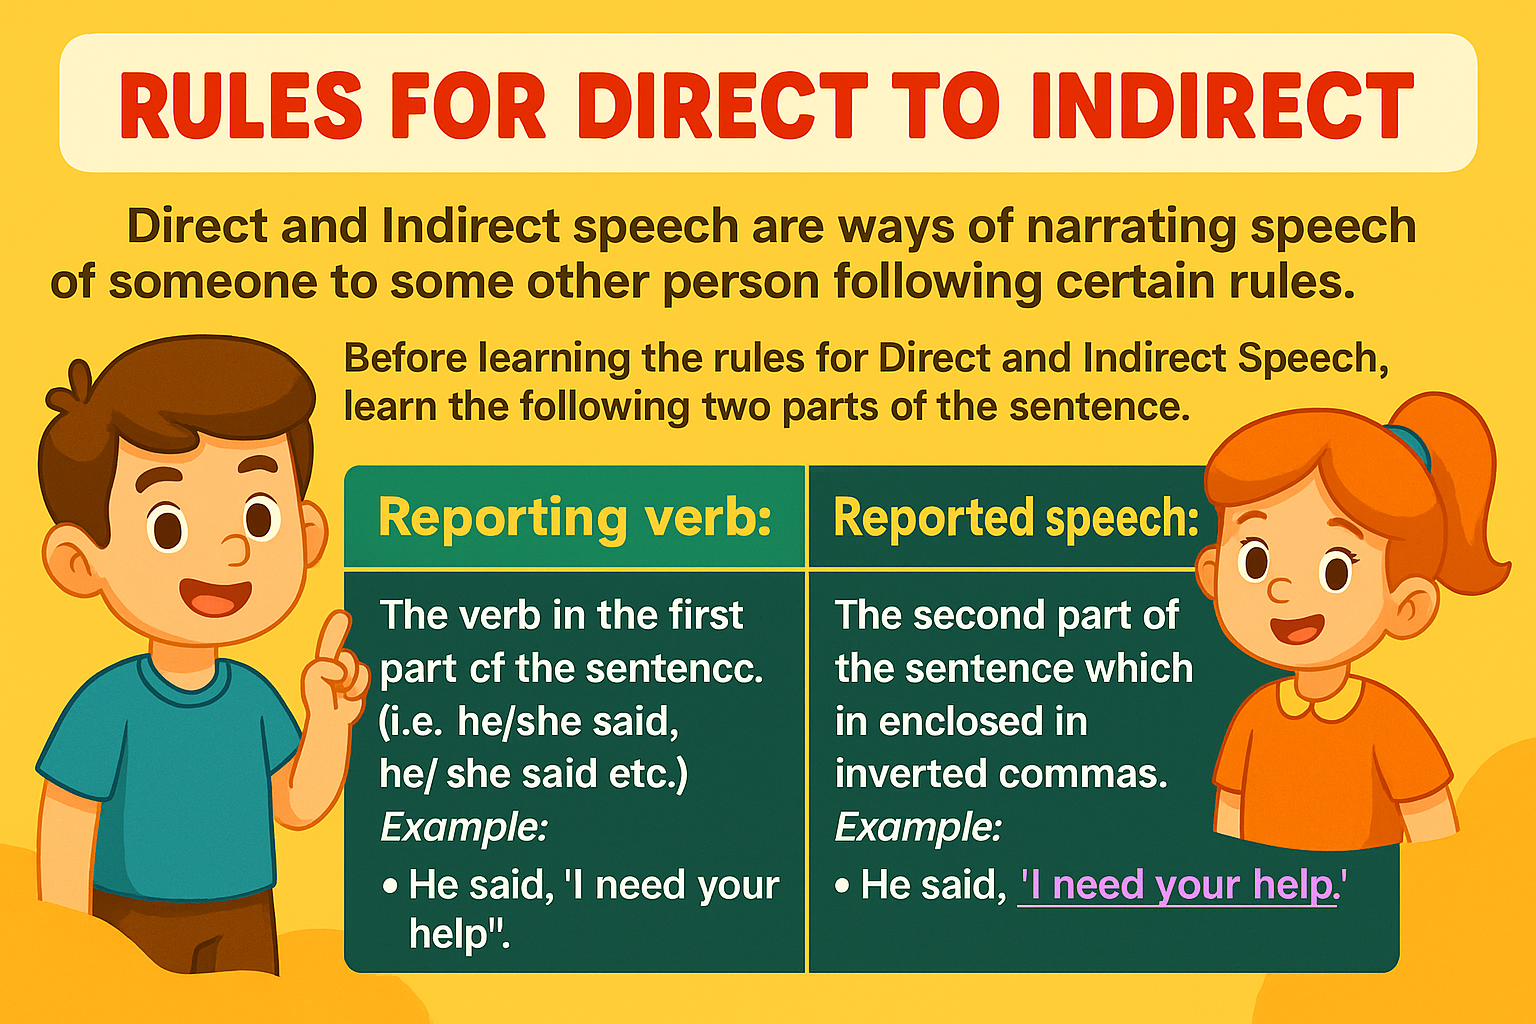 RULES FOR DIRECT TO INDIRECT
Direct and Indirect speech are ways of narrating speech
of someone to some other person following certain rules.
Before learning the rules for Direct and Indirect Speech,
learn the following two parts of the sentence.
Reporting verb:
The verb in the first
part cf the sentencc.
(i.e. he/she said,
he/ she said etc.)
Example:
• He said, 'I need your
help".
Reported speech:
The second part of
the sentence which
in enclosed in
inverted commas.
Example:
• He said, 'I need your help.'